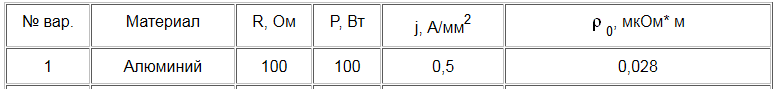 № вар. Материал R, Ом P, Вт j, А/мм2 ρ 0, мкОм* м
1 Алюминий 100 100 0,5 0,028